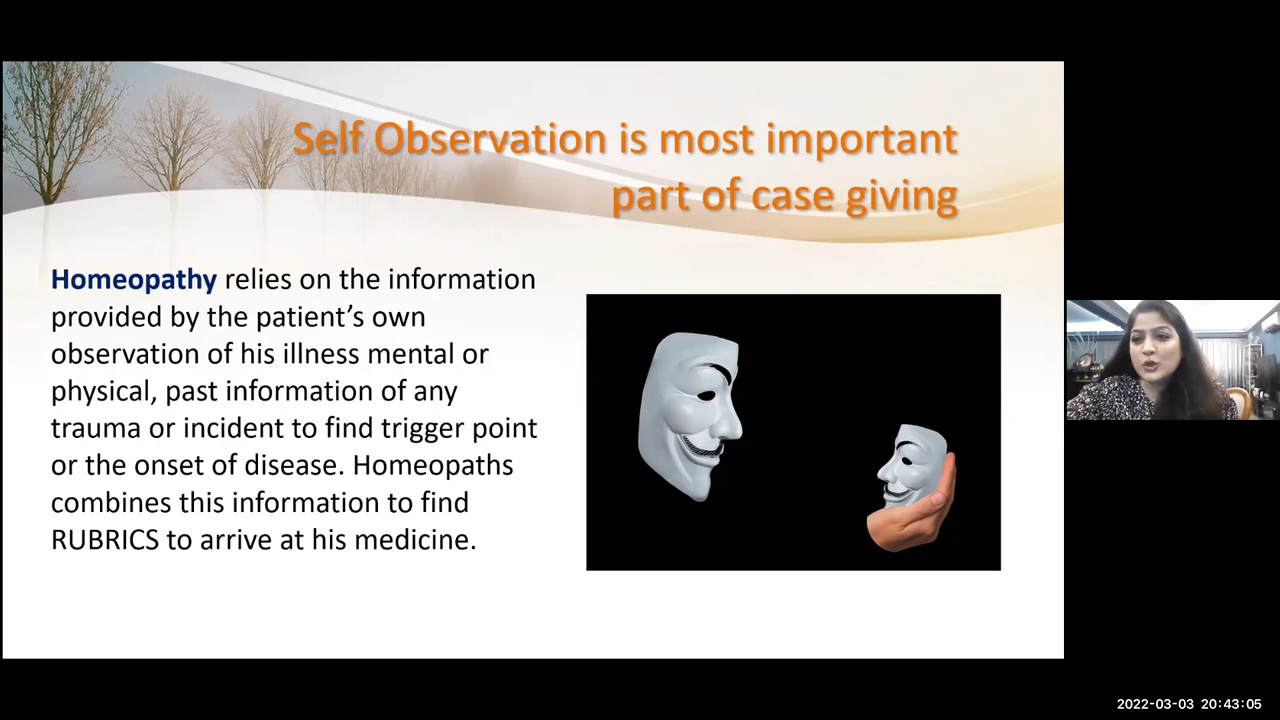 Self Observation is most important
part of case giving
Homeopathy relies on the information
provided by the patient’s own
observation of his illness mental or
physical, past information of any
trauma or incident to find trigger point
or the onset of disease. Homeopaths
combines this information to find
RUBRICS to arrive at his medicine.
2022-03-03 20:43:05